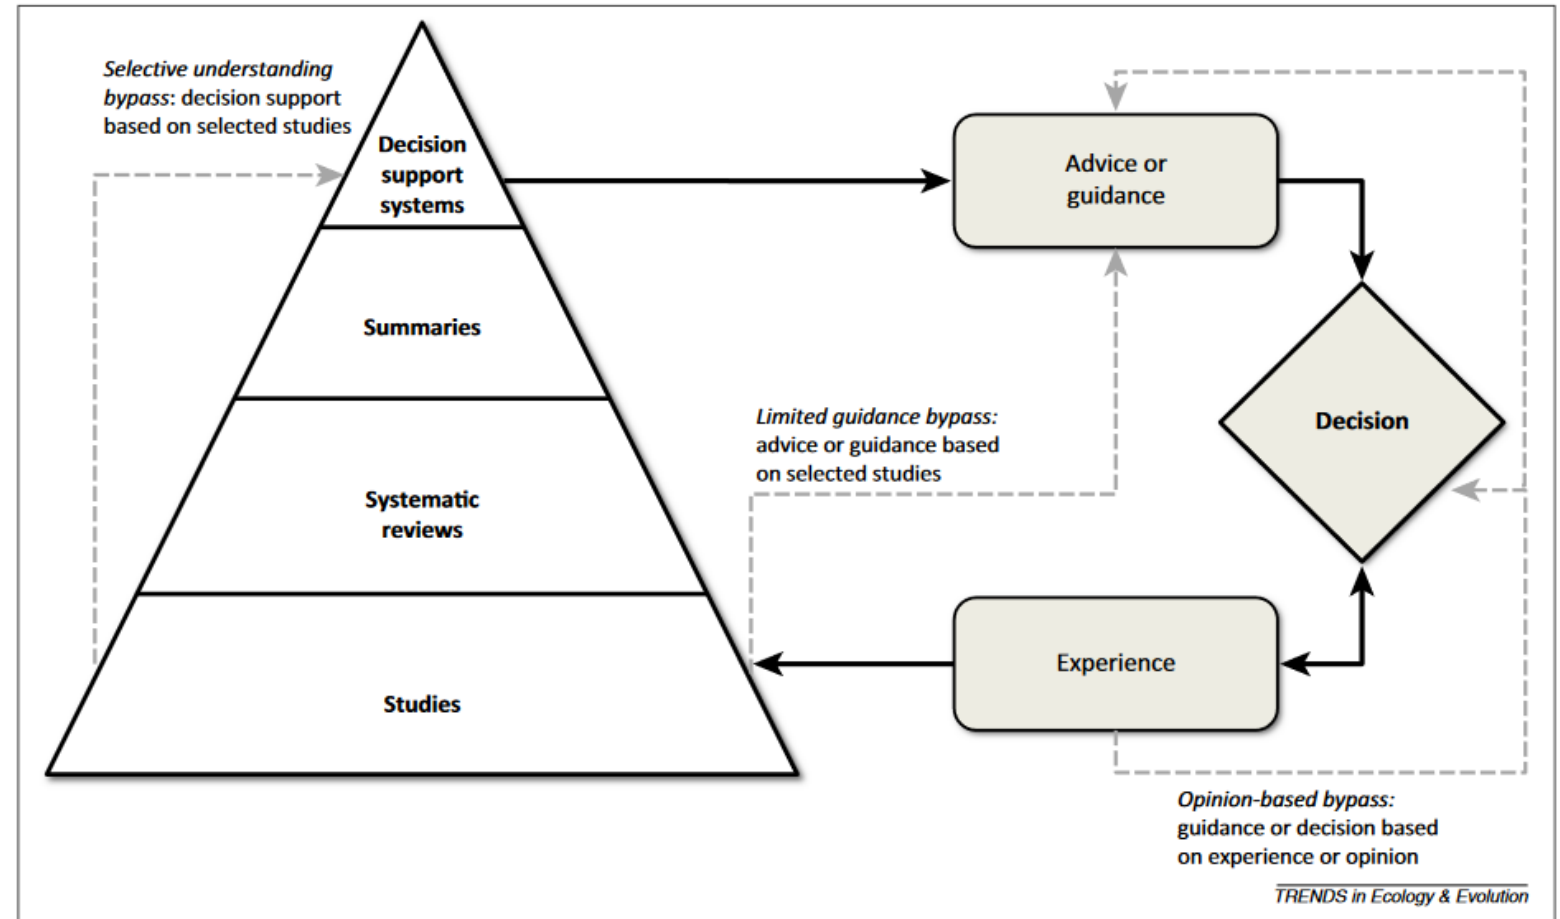 Selective understanding
bypass: decision support
based on selected studies
Decision
support
systems
Advice or
guidance
Summaries
Limited guidance bypass:
advice or guidance based
on selected studies
Decision
Systematic
reviews
Experience
Studies
Opinion-based bypass:
guidance or decision based
on experience or opinion
TRENDS in Ecology & Evolution